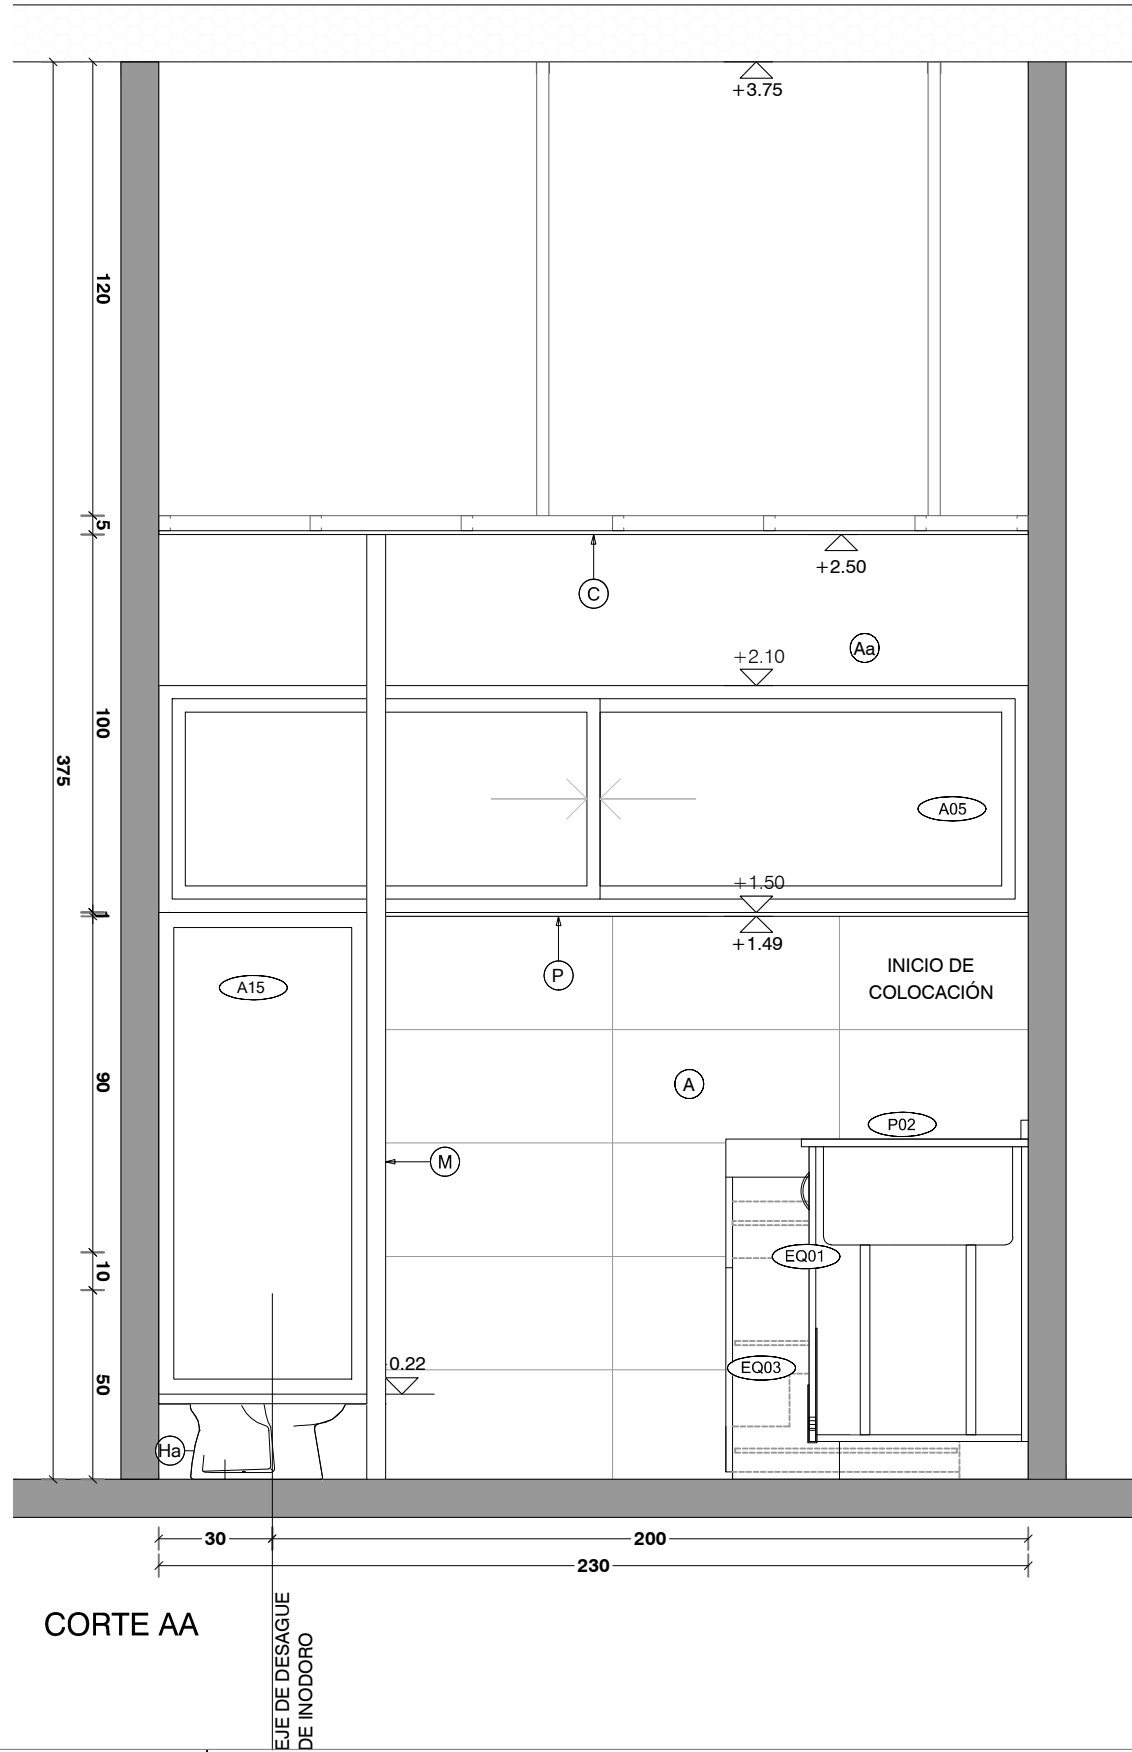 +3.75
120
5
+2.50
C
Aa
+2.10
100
375
A05
+1.50
1
+1.49
P
INICIO DE
COLOCACIÓN
A15
90
A
P02
M
10
EQ01
0.22
EQ03
50
Ha
30
200
230
CORTE AA
EJE DE DESAGUE
DE INODORO